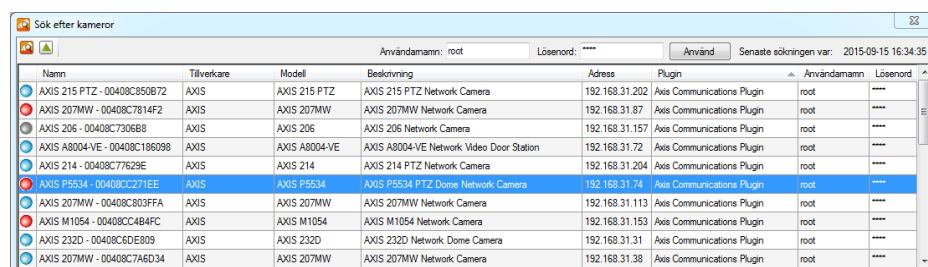 Sök efter kameror
Användarnamn: root Lösenord: **** Använd Senaste sökningen var: 2015-09-15 16:34:35
Namn Tillverkare Modell Beskrivning Adress Plugin Användarnamn Lösenord
AXIS 215 PTZ - 00408C850B72 AXIS AXIS 215 PTZ AXIS 215 PTZ Network Camera 192.168.31.202 Axis Communications Plugin root ****
AXIS 207MW - 00408C7814F2 AXIS AXIS 207MW AXIS 207MW Network Camera 192.168.31.87 Axis Communications Plugin root ****
AXIS 206 - 00408C7306B8 AXIS AXIS 206 AXIS 206 Network Camera 192.168.31.157 Axis Communications Plugin root ****
AXIS A8004-VE - 00408C186098 AXIS AXIS A8004-VE AXIS A8004-VE Network Video Door Station 192.168.31.72 Axis Communications Plugin root ****
AXIS 214 - 00408C77629E AXIS AXIS 214 AXIS 214 PTZ Network Camera 192.168.31.204 Axis Communications Plugin root ****
AXIS P5534 - 00408CC271EE AXIS AXIS P5534 AXIS P5534 PTZ Dome Network Camera 192.168.31.74 Axis Communications Plugin root ****
AXIS 207MW - 00408C803FFA AXIS AXIS 207MW AXIS 207MW Network Camera 192.168.31.113 Axis Communications Plugin root ****
AXIS M1054 - 00408CC4B4FC AXIS AXIS M1054 AXIS M1054 Network Camera 192.168.31.153 Axis Communications Plugin root ****
AXIS 232D - 00408C6DE809 AXIS AXIS 232D AXIS 232D Network Dome Camera 192.168.31.31 Axis Communications Plugin root ****
AXIS 207MW - 00408C7A6D34 AXIS AXIS 207MW AXIS 207MW Network Camera 192.168.31.38 Axis Communications Plugin root ****